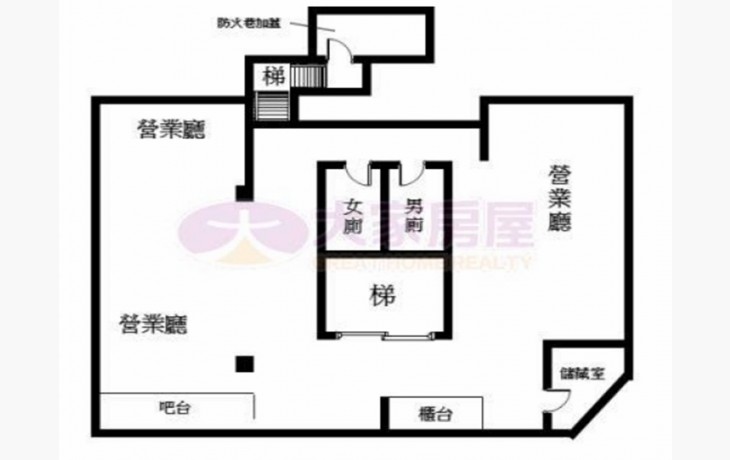 防火巷加蓋
梯
營業廳
營業廳
女廁
男廁
大家房屋
GREAT HOME REALTY
梯
營業廳
儲藏室
吧台
櫃台